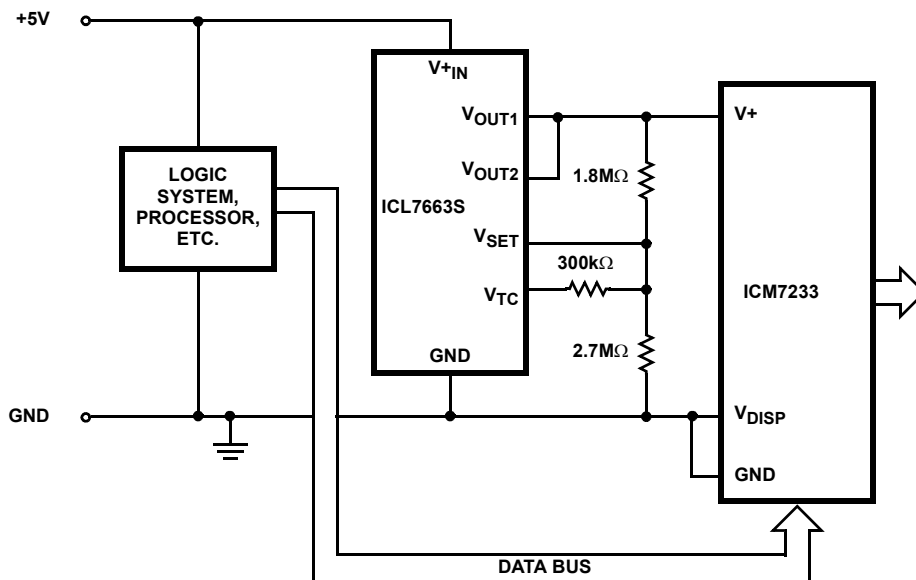 +5V
V+IN
VOUT1
V+
LOGIC
SYSTEM,
PROCESSOR,
ETC.
VOUT2
1.8MΩ
ICL7663S
VSET
300kΩ
VTC
ICM7233
GND
2.7MΩ
GND
VDISP
GND
DATA BUS